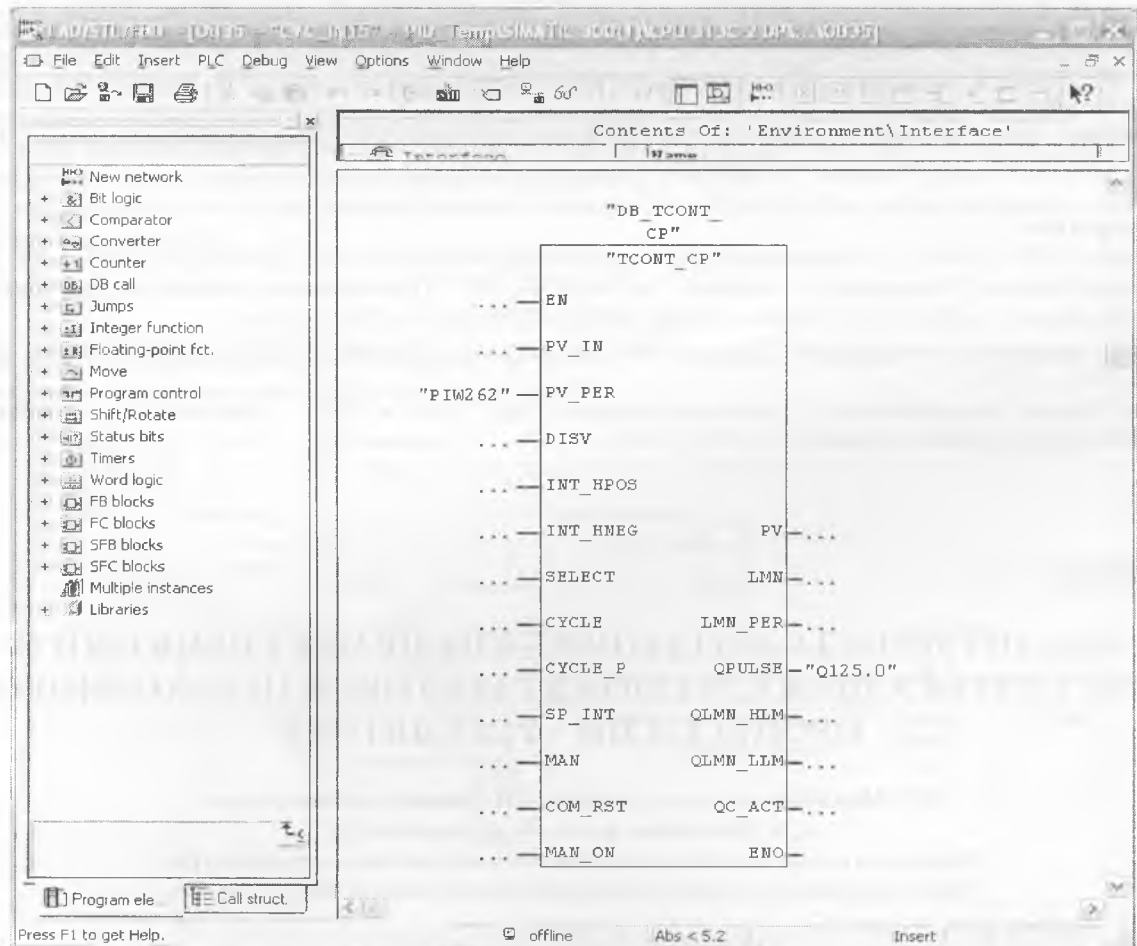 File Edit Insert PLC Debug View Options Window Help
Contents Of: 'Environment\Interface'
Interface Name
New network
Bit logic
Comparator
Converter
Counter
DB call
Jumps
Integer function
Floating-point fct.
Move
Program control
Shift/Rotate
Status bits
Timers
Word logic
FB blocks
FC blocks
SFB blocks
SFC blocks
Multiple instances
Libraries
Program ele
Call struct.
"DB_TCONT_
CP"
"TCONT_CP"
... EN
... PV_IN
"PIW262" PV_PER
... DISV
... INT_HPOS
... INT_HNEG PV ...
... SELECT LMN ...
... CYCLE LMN_PER ...
... CYCLE_P QPULSE "Q125.0"
... SP_INT QLMN_HLM ...
... MAN QLMN_LLM ...
... COM_RST QC_ACT ...
... MAN_ON ENO
Press F1 to get Help. offline Abs < 5.2 Insert